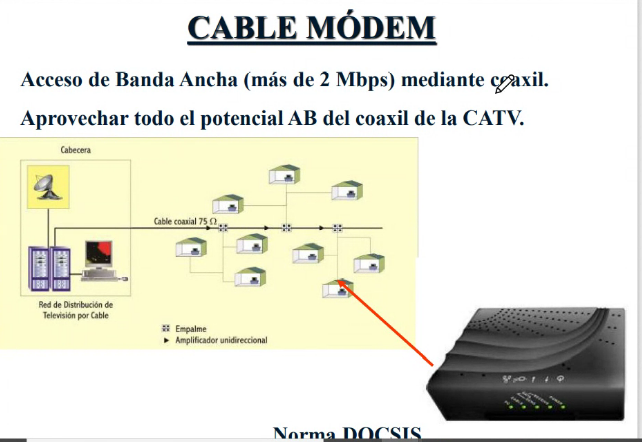 CABLE MÓDEM
Acceso de Banda Ancha (más de 2 Mbps) mediante coaxil.
Aprovechar todo el potencial AB del coaxil de la CATV.
Cabecera
Cable coaxial 75 Ω
Red de Distribución de
Televisión por Cable
Empalme
Amplificador unidireccional
Norma DOCSIS